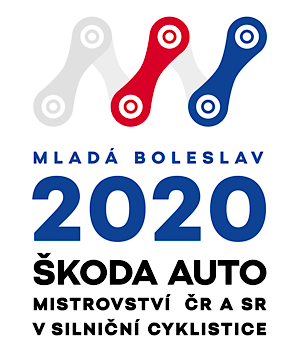 MLADÁ BOLESLAV
2020
ŠKODA AUTO
MISTROVSTVÍ ČR A SR
V SILNIČNÍ CYKLISTICE